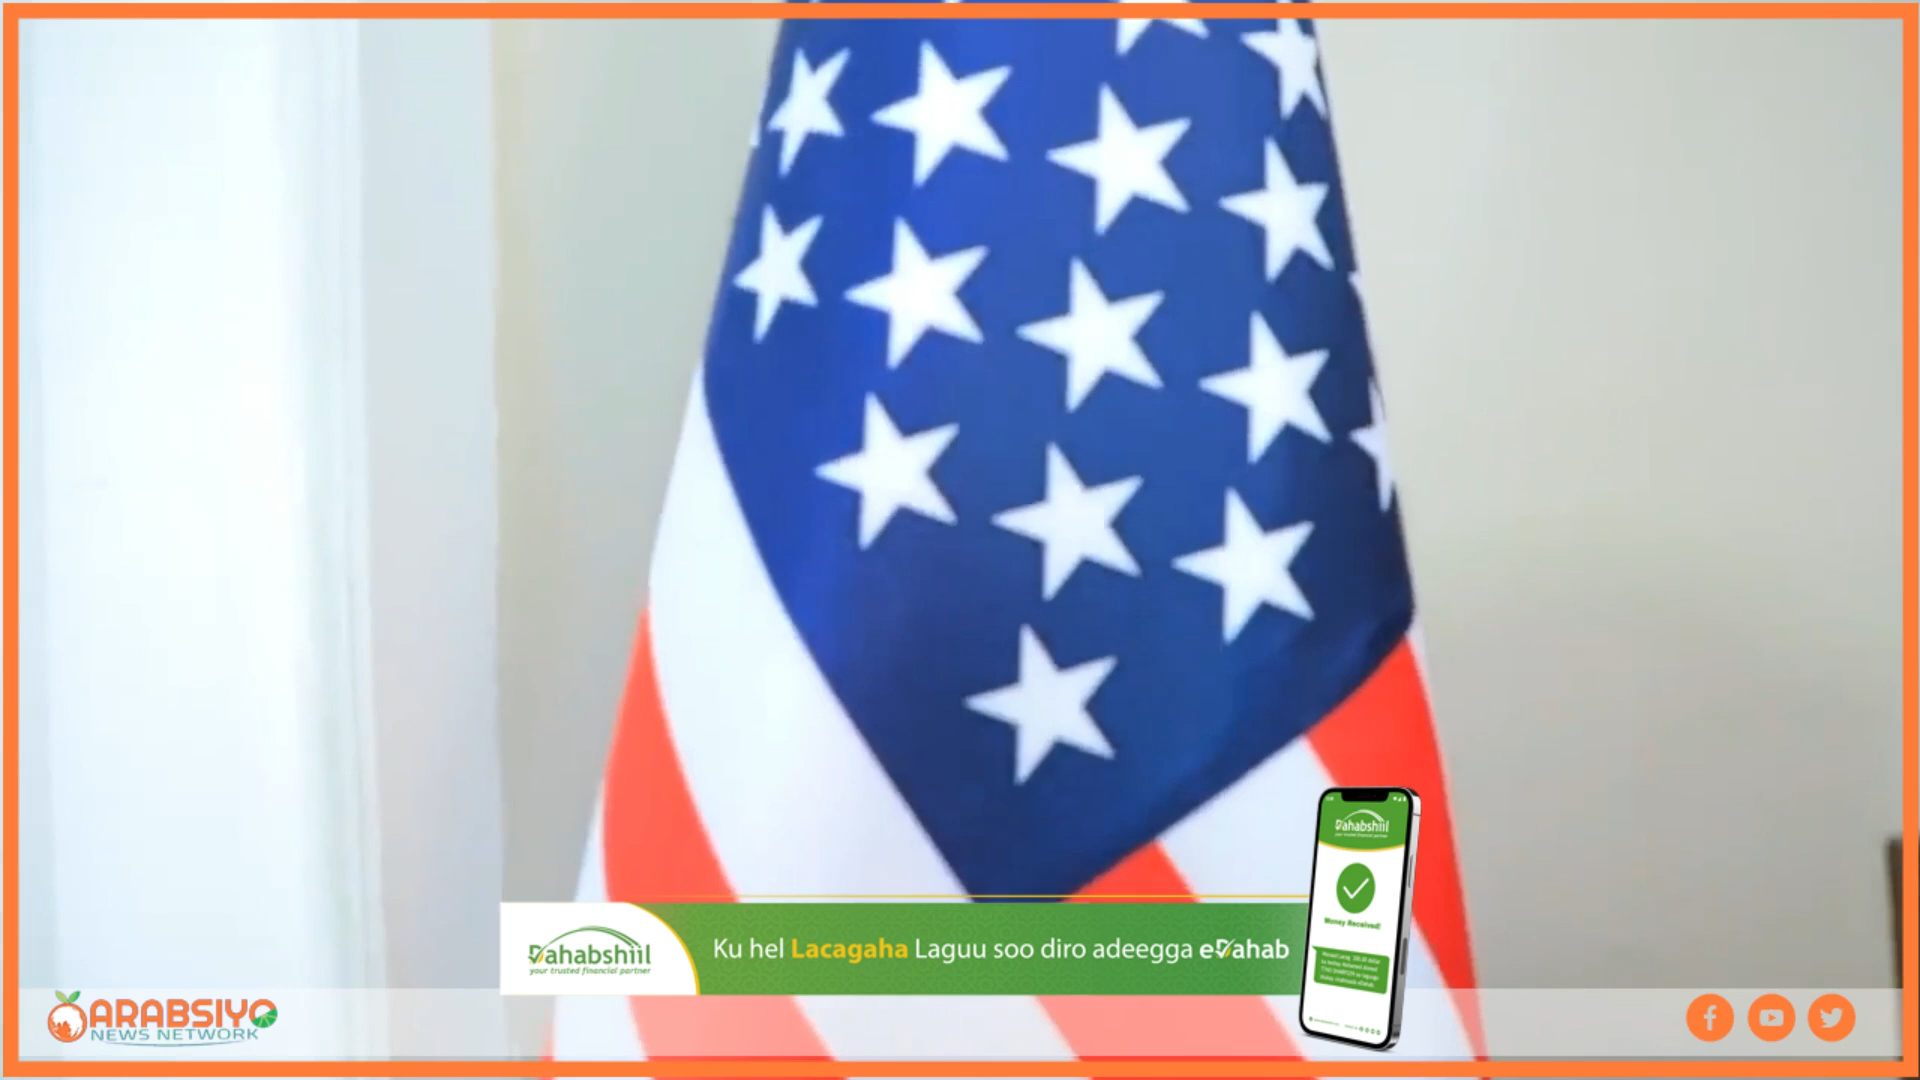 Dahabshiil
your trusted financial partner
Ku hel Lacagaha Laguu soo diro adeegga eDahab
Dahabshiil
Money Received!
ARABSIYO
NEWS NETWORK